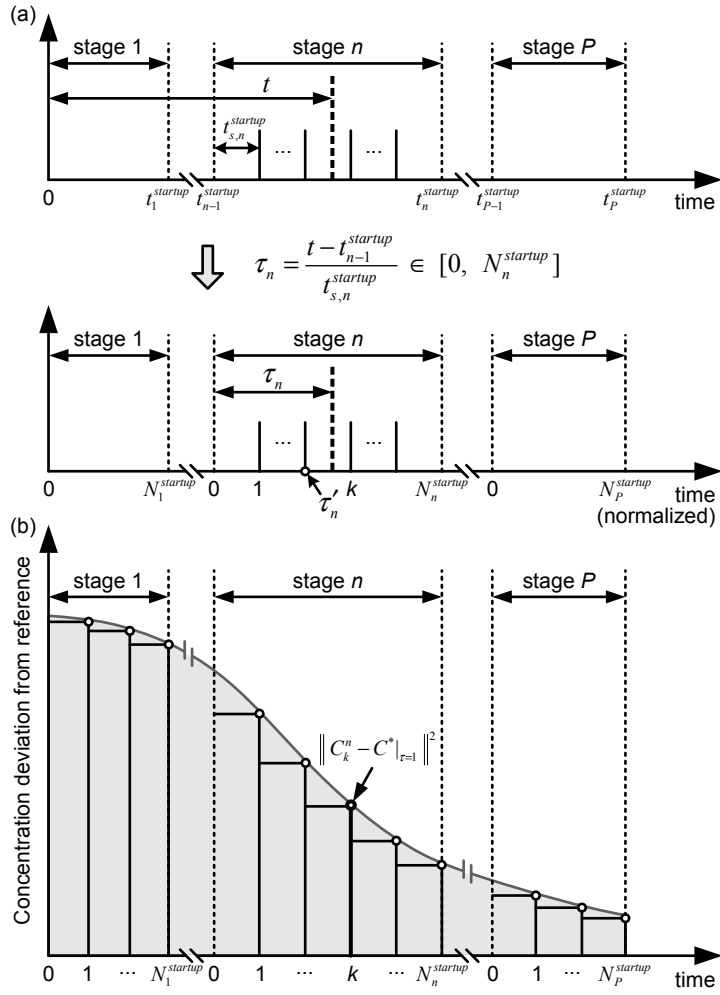 (a)
stage 1 stage n stage P
t
t_{s,n}^{startup}
... ...
0 t_1^{startup} t_{n-1}^{startup} t_n^{startup} t_{P-1}^{startup} t_P^{startup} time
τ_n = \frac{t - t_{n-1}^{startup}}{t_{s,n}^{startup}} ∈ [0, N_n^{startup}]
stage 1 stage n stage P
τ_n
... ...
N_1^{startup} 0 1 τ′_n k N_n^{startup} 0 N_P^{startup} time
(normalized)
(b)
Concentration deviation from reference
stage 1 stage n stage P
‖ C_k^n − C^*|_{τ=1} ‖^2
0 1 ... N_1^{startup} 0 1 ... k ... N_n^{startup} 0 1 ... N_P^{startup}